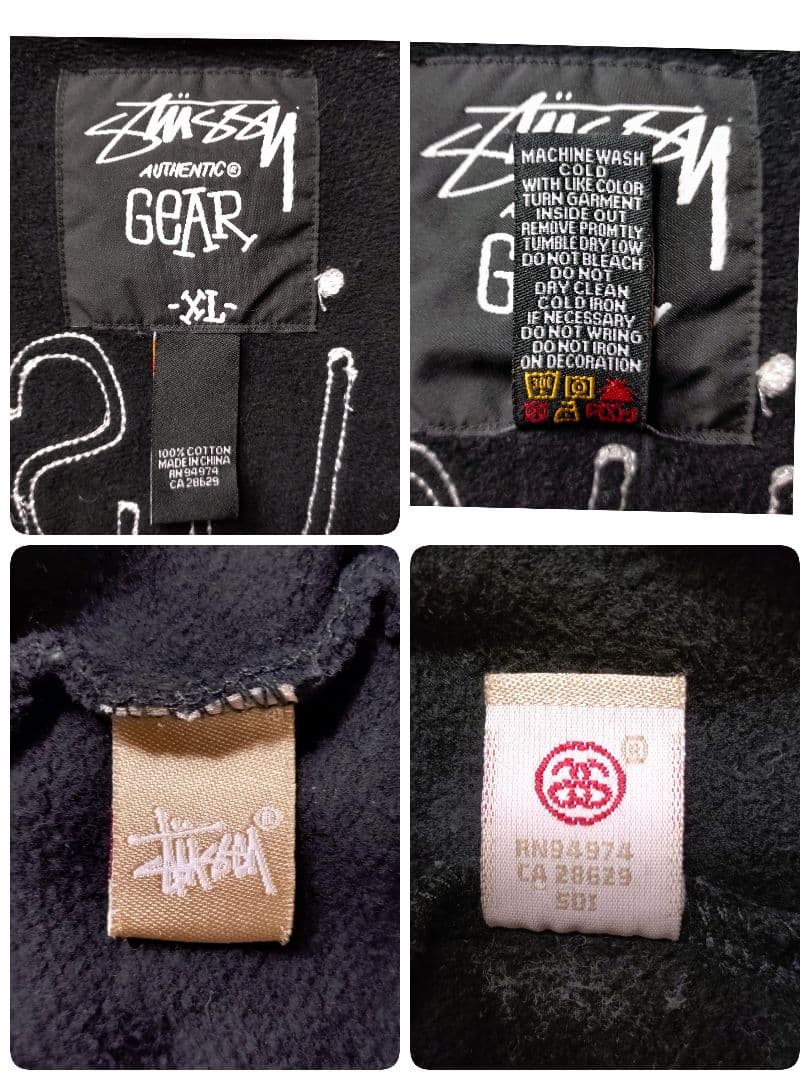 STÜSSY
AUTHENTIC®
GEAR
-XL-
100% COTTON
MADE IN CHINA
RN 94974
CA 28629
STÜSSY
G
MACHINE WASH
COLD
WITH LIKE COLOR
TURN GARMENT
INSIDE OUT
REMOVE PROMTLY
TUMBLE DRY LOW
DO NOT BLEACH
DO NOT
DRY CLEAN
COLD IRON
IF NECESSARY
DO NOT WRING
DO NOT IRON
ON DECORATION
STÜSSY®
®
RN94974
CA 28629
SDI